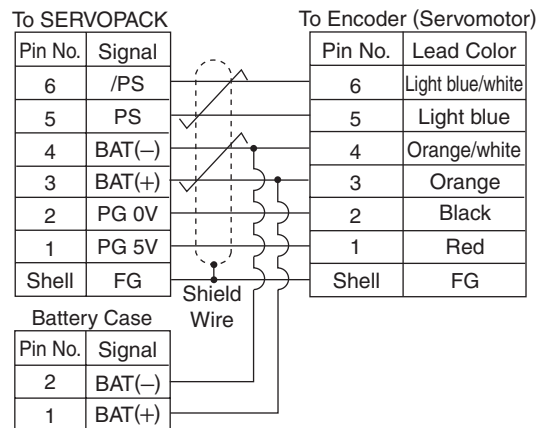 To SERVOPACK
Pin No. Signal
6 /PS
5 PS
4 BAT(−)
3 BAT(+)
2 PG 0V
1 PG 5V
Shell FG
Shield
Wire
To Encoder (Servomotor)
Pin No. Lead Color
6 Light blue/white
5 Light blue
4 Orange/white
3 Orange
2 Black
1 Red
Shell FG
Battery Case
Pin No. Signal
2 BAT(−)
1 BAT(+)